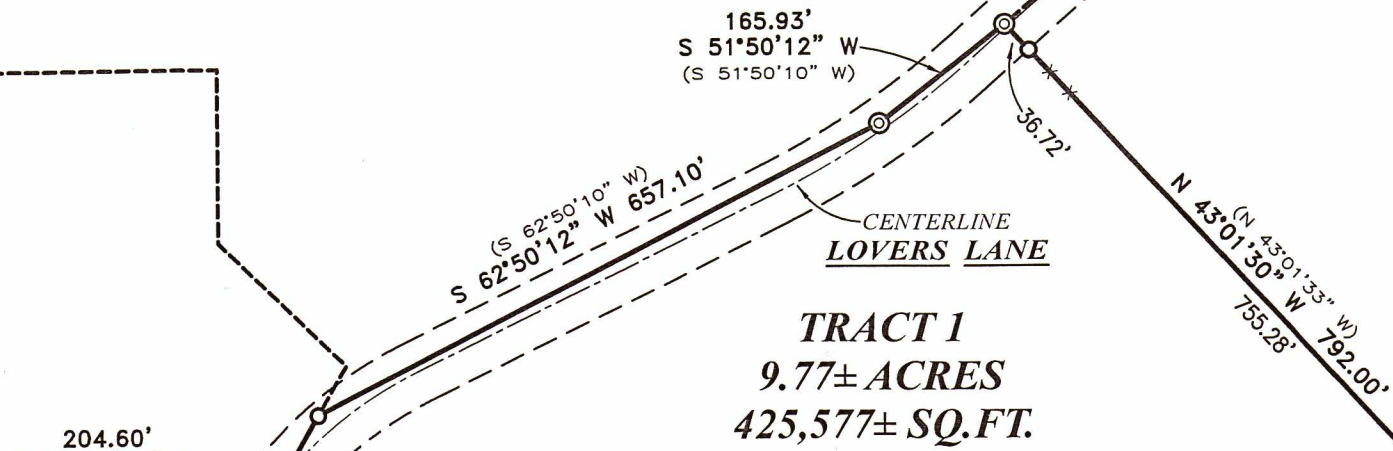 165.93’
S 51°50’12” W
(S 51°50’10” W)
36.72’
(S 62°50’10” W)
S 62°50’12” W 657.10’
CENTERLINE
LOVERS LANE
(N 43°01’33” W)
N 43°01’30” W 792.00’
755.28’
TRACT 1
9.77± ACRES
425,577± SQ.FT.
204.60’